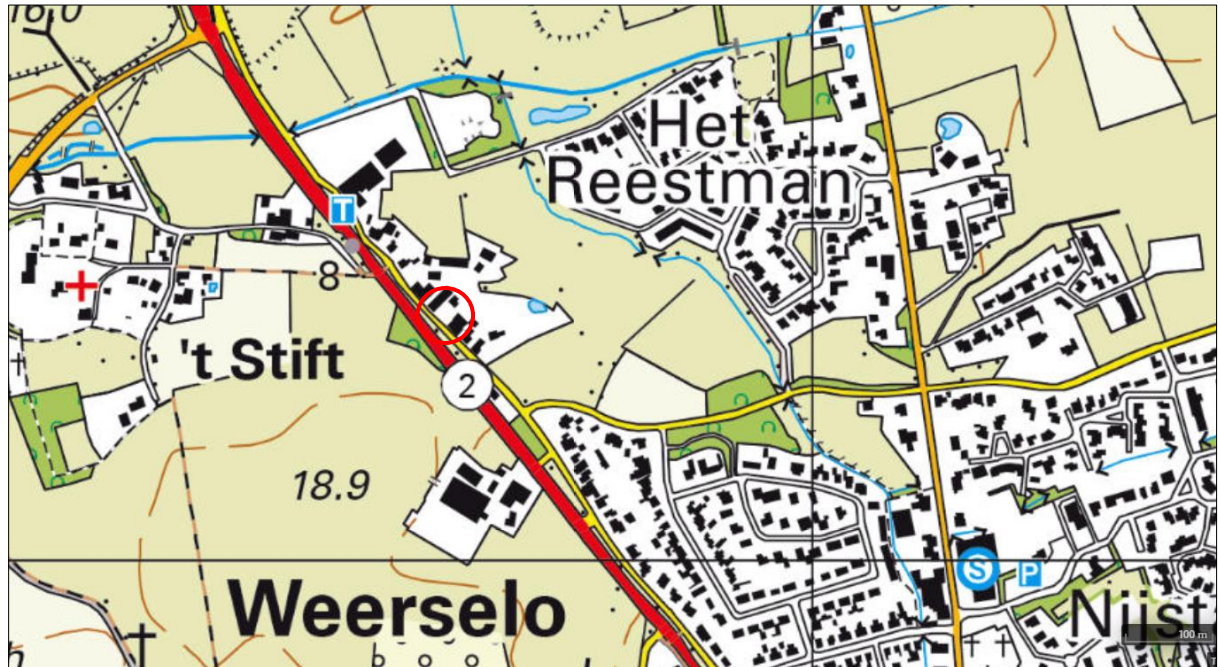 16.0
Het
Reestman
T
8
't Stift
2
18.9
S
P
Weerselo
Nijst
100 m